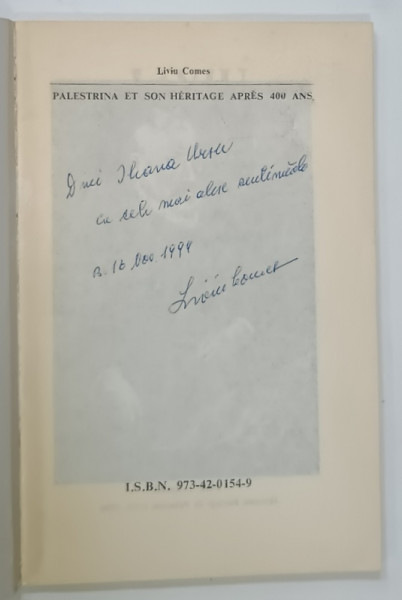 Liviu Comes
PALESTRINA ET SON HÉRITAGE APRÈS 400 ANS
Dnei Ileana Ursu
cu cele mai alese sentimente
B. 16 Nov. 1994
Liviu Comes
I.S.B.N. 973-42-0154-9